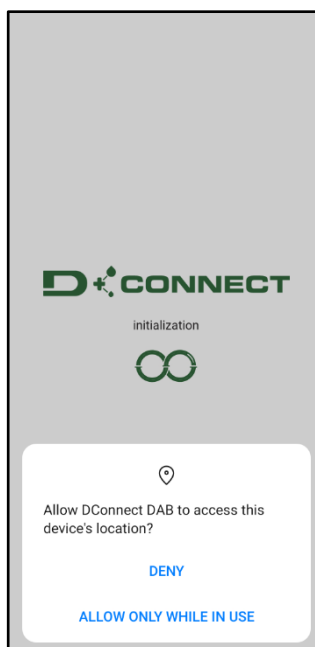 D+CONNECT
initialization
Allow DConnect DAB to access this
device's location?
DENY
ALLOW ONLY WHILE IN USE